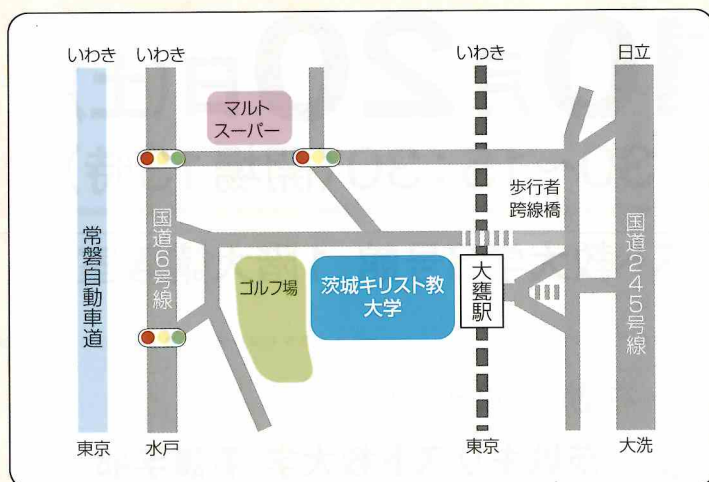 いわき
いわき
いわき
日立
マルト
スーパー
歩行者
跨線橋
常磐自動車道
国道6号線
ゴルフ場
茨城キリスト教
大学
大甕駅
国道245号線
東京
水戸
東京
大洗